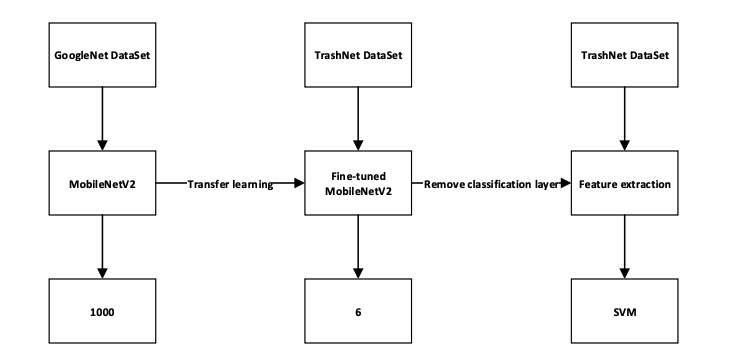 GoogleNet DataSet
TrashNet DataSet
TrashNet DataSet
MobileNetV2
Transfer learning
Fine-tuned
MobileNetV2
Remove classification layer
Feature extraction
1000
6
SVM